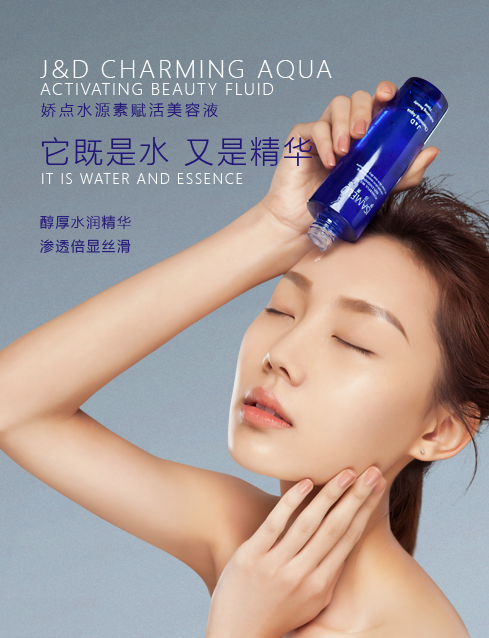 J&D CHARMING AQUA
ACTIVATING BEAUTY FLUID
娇点水源素赋活美容液
它既是水 又是精华
IT IS WATER AND ESSENCE
醇厚水润精华
渗透倍显丝滑
J&D
Charming Aqua